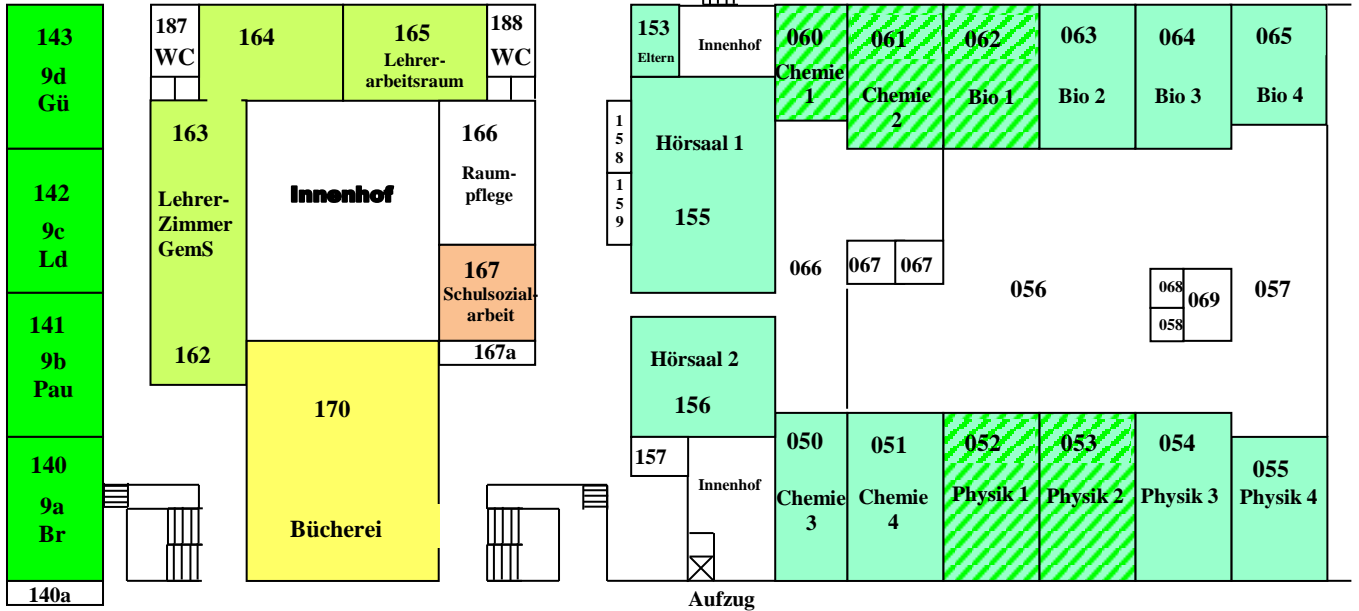 143
9d
Gü
142
9c
Ld
141
9b
Pau
140
9a
Br
140a
187
WC
164
165
Lehrer-
arbeitsraum
188
WC
163
Lehrer-
Zimmer
GemS
162
Innenhof
166
Raum-
pflege
167
Schulsozial-
arbeit
167a
170
Bücherei
153
Eltern
Innenhof
1
5
8
1
5
9
Hörsaal 1
155
Hörsaal 2
156
157
Innenhof
Aufzug
060
Chemie
1
061
Chemie
2
062
Bio 1
063
Bio 2
064
Bio 3
065
Bio 4
066
067
067
056
068
058
069
057
050
Chemie
3
051
Chemie
4
052
Physik 1
053
Physik 2
054
Physik 3
055
Physik 4